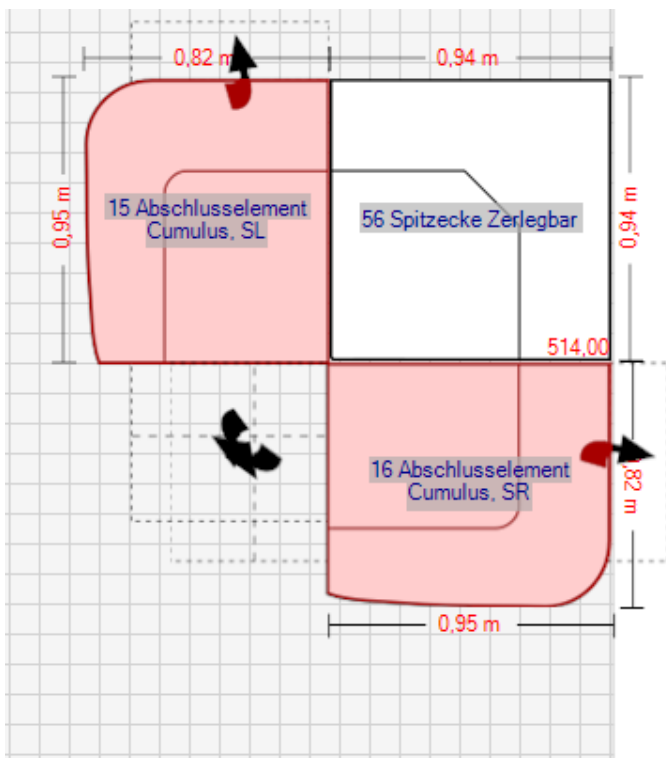 0,82 m
0,94 m
0,95 m
15 Abschlusselement
Cumulus, SL
56 Spitzecke Zerlegbar
0,94 m
514,00
16 Abschlusselement
Cumulus, SR
,82 m
0,95 m